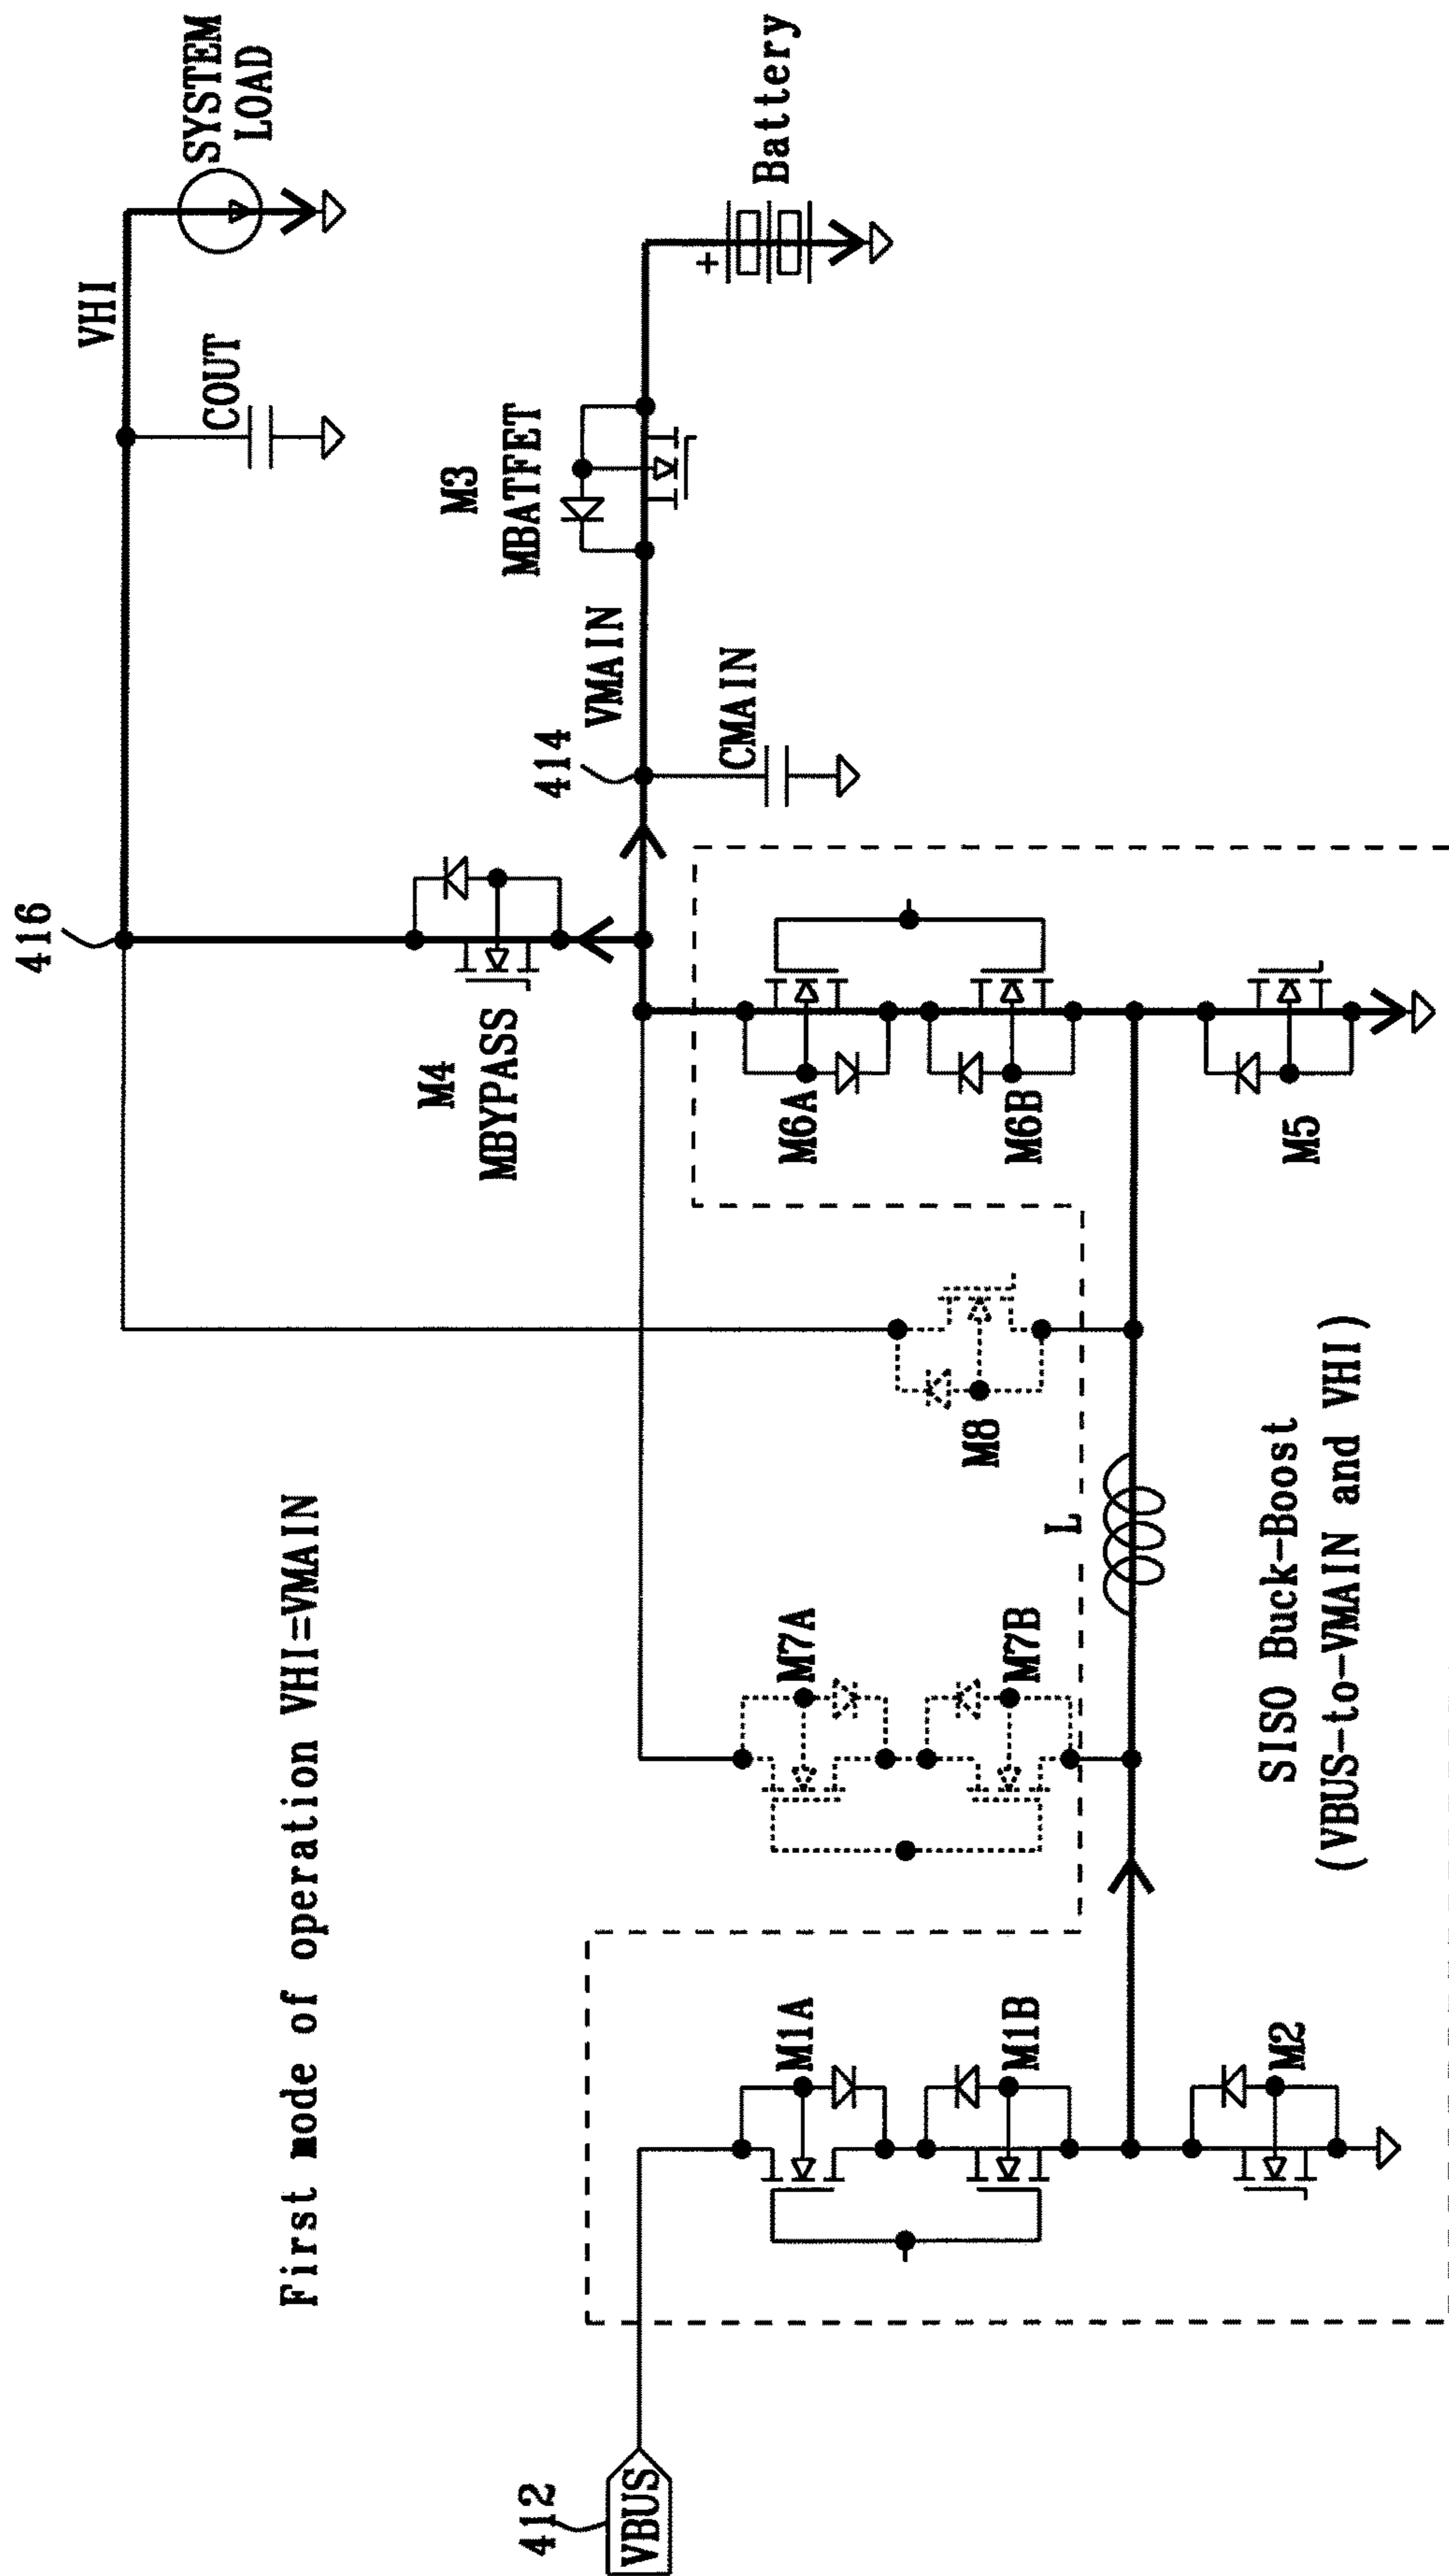 First mode of operation VHI=VMAIN
416
VHI
SYSTEM
LOAD
COUT
M4
MBYPASS
M3
MBATFET
414
VMAIN
CMAIN
+
Battery
412
VBUS
M1A
M1B
M2
M7A
M7B
L
M8
M6A
M6B
M5
SISO Buck-Boost
(VBUS-to-VMAIN and VHI)